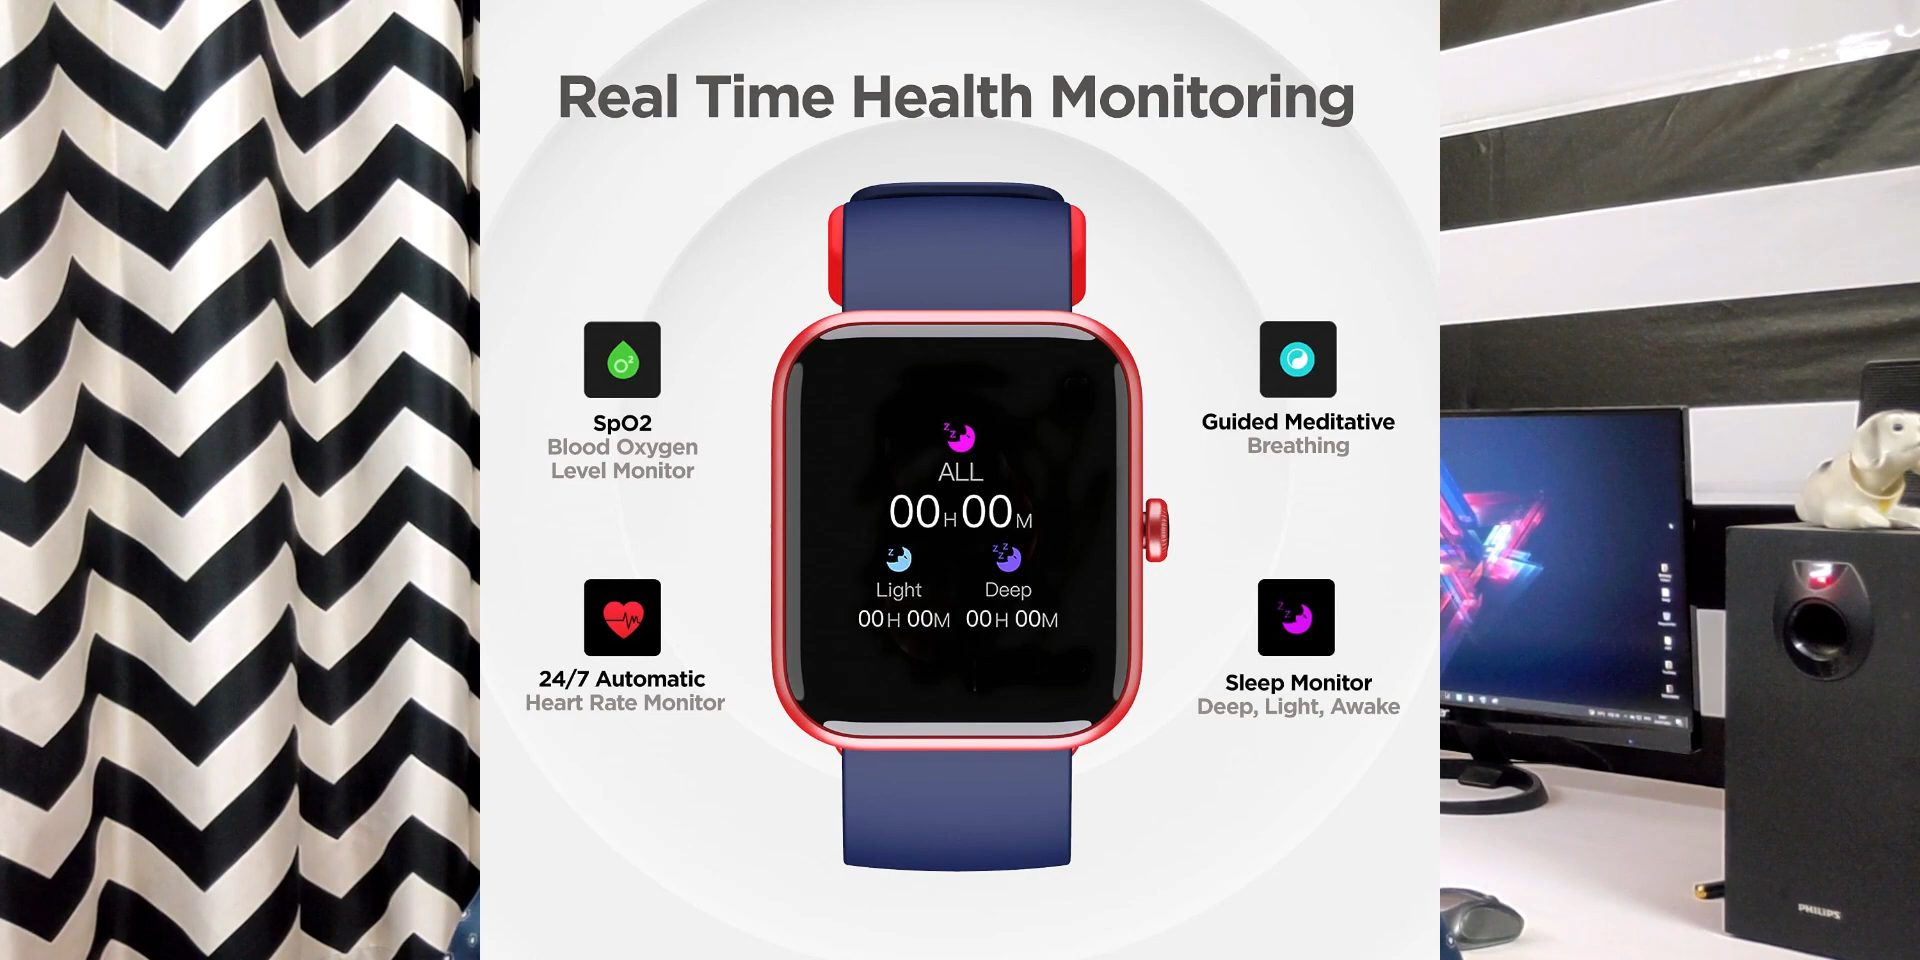 Real Time Health Monitoring
SpO2
Blood Oxygen
Level Monitor
Guided Meditative
Breathing
ALL
00H00M
Light
Deep
00H 00M
00H 00M
24/7 Automatic
Heart Rate Monitor
Sleep Monitor
Deep, Light, Awake
PHILIPS